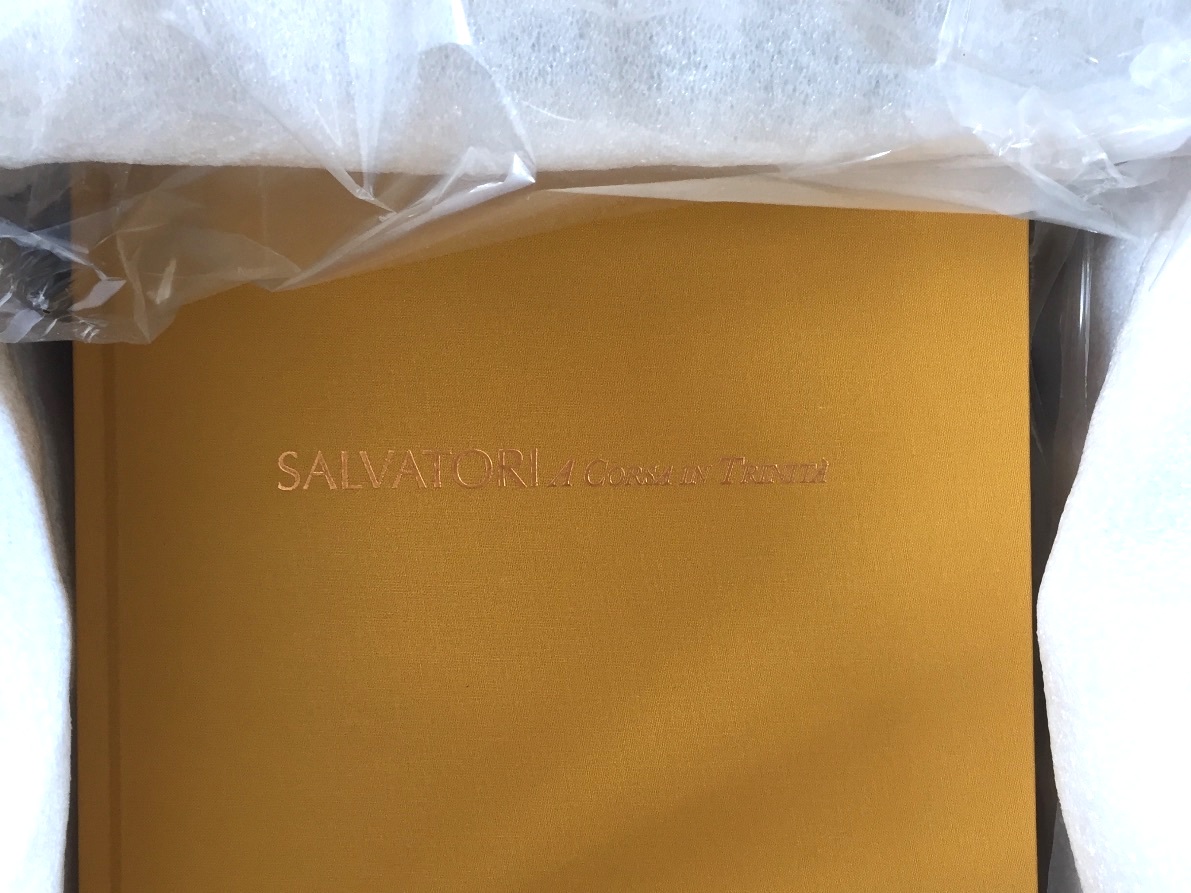 SALVATORI A CORSA IN TRINITÀ